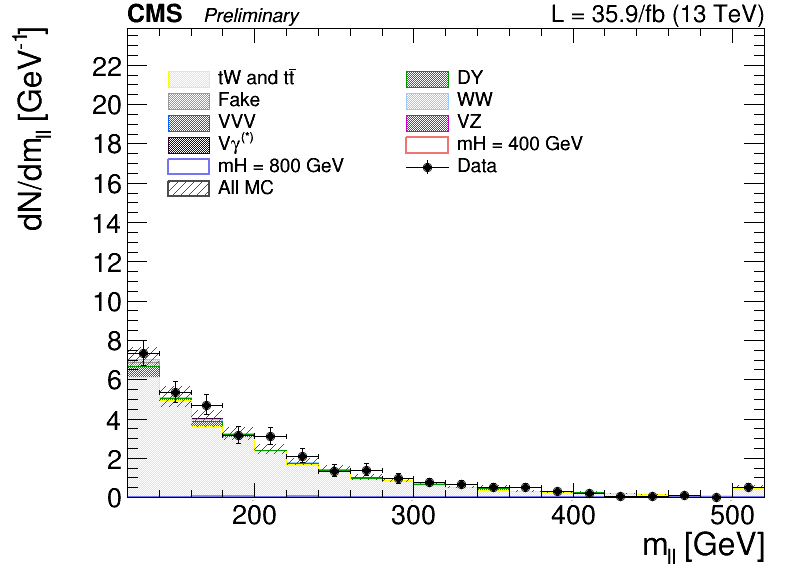 CMS Preliminary L = 35.9/fb (13 TeV)
dN/dm_ll [GeV^-1]
tW and tt̄ DY
Fake WW
VVV VZ
Vγ^(*) mH = 400 GeV
mH = 800 GeV Data
All MC
22
20
18
16
14
12
10
8
6
4
2
0
200 300 400 500
m_ll [GeV]